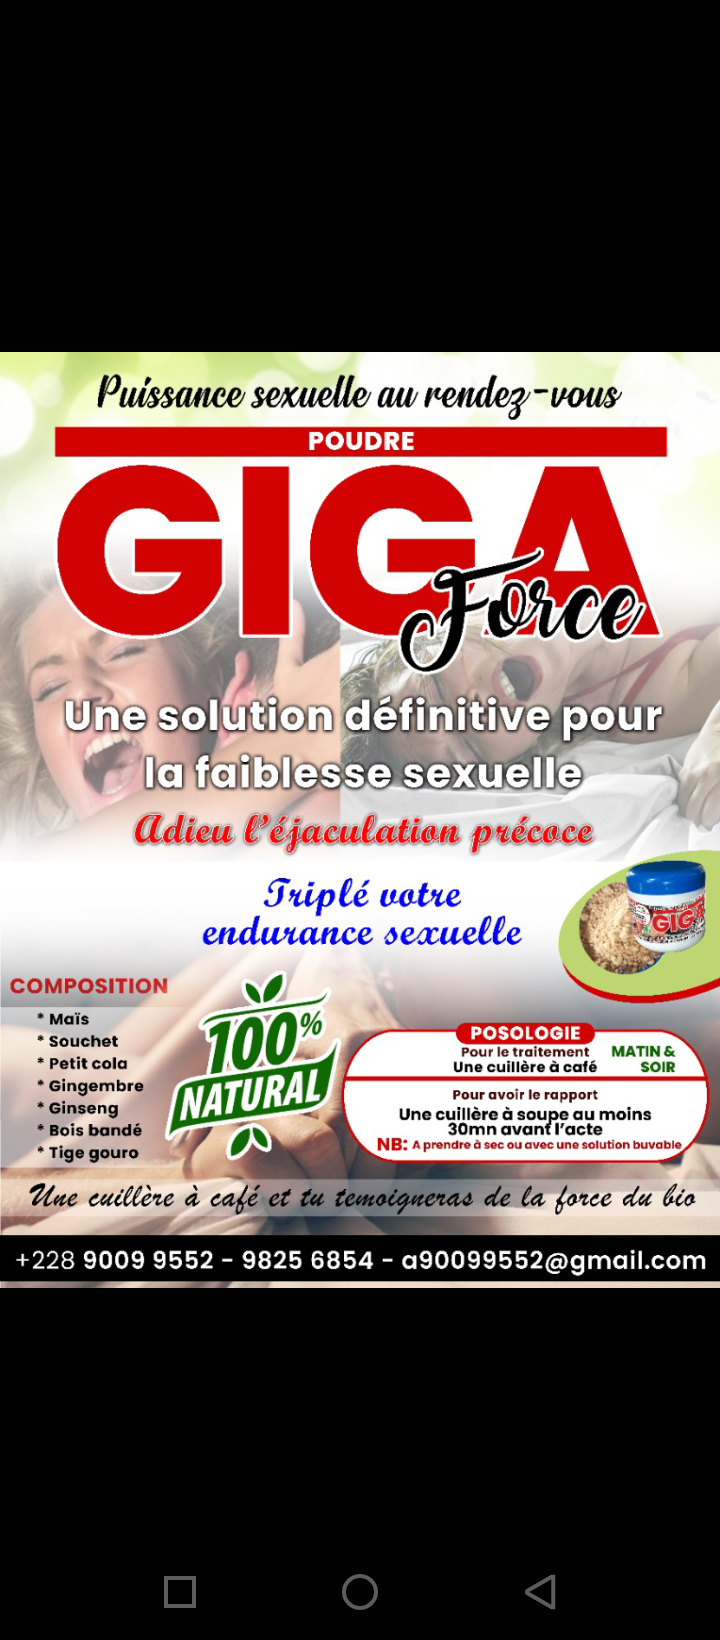 Puissance sexuelle au rendez-vous
POUDRE
GIGA
Force
Une solution définitive pour
la faiblesse sexuelle
Adieu l'éjaculation précoce
Triplé votre
endurance sexuelle
GIGA
COMPOSITION
* Maïs
* Souchet
* Petit cola
* Gingembre
* Ginseng
* Bois bandé
* Tige gouro
100%
NATURAL
POSOLOGIE
Pour le traitement
Une cuillère à café
MATIN &
SOIR
Pour avoir le rapport
Une cuillère à soupe au moins
30mn avant l'acte
NB: A prendre à sec ou avec une solution buvable
Une cuillère à café et tu temoigneras de la force du bio
+228 9009 9552 - 9825 6854 - a90099552@gmail.com